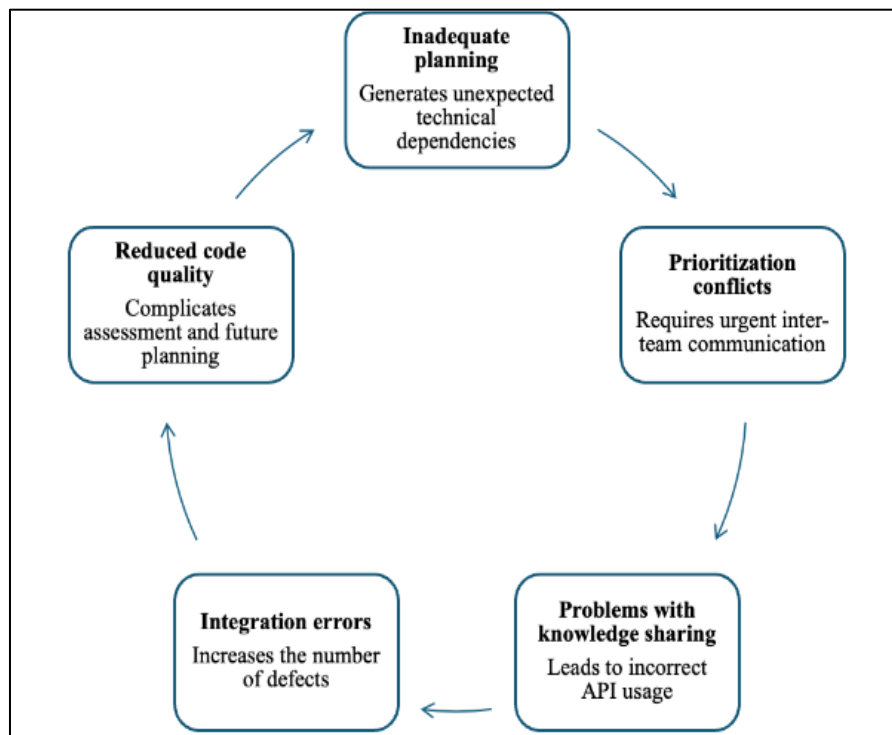 Inadequate
planning
Generates unexpected
technical
dependencies
Prioritization
conflicts
Requires urgent inter-
team communication
Problems with
knowledge sharing
Leads to incorrect
API usage
Integration errors
Increases the number
of defects
Reduced code
quality
Complicates
assessment and future
planning